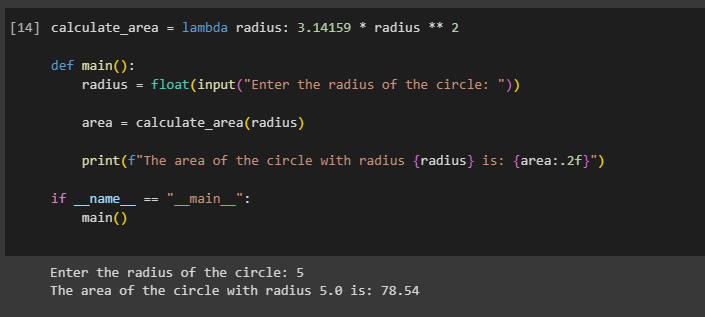 [14] calculate_area = lambda radius: 3.14159 * radius ** 2
def main():
radius = float(input("Enter the radius of the circle: "))
area = calculate_area(radius)
print(f"The area of the circle with radius {radius} is: {area:.2f}")
if __name__ == "__main__":
main()
Enter the radius of the circle: 5
The area of the circle with radius 5.0 is: 78.54